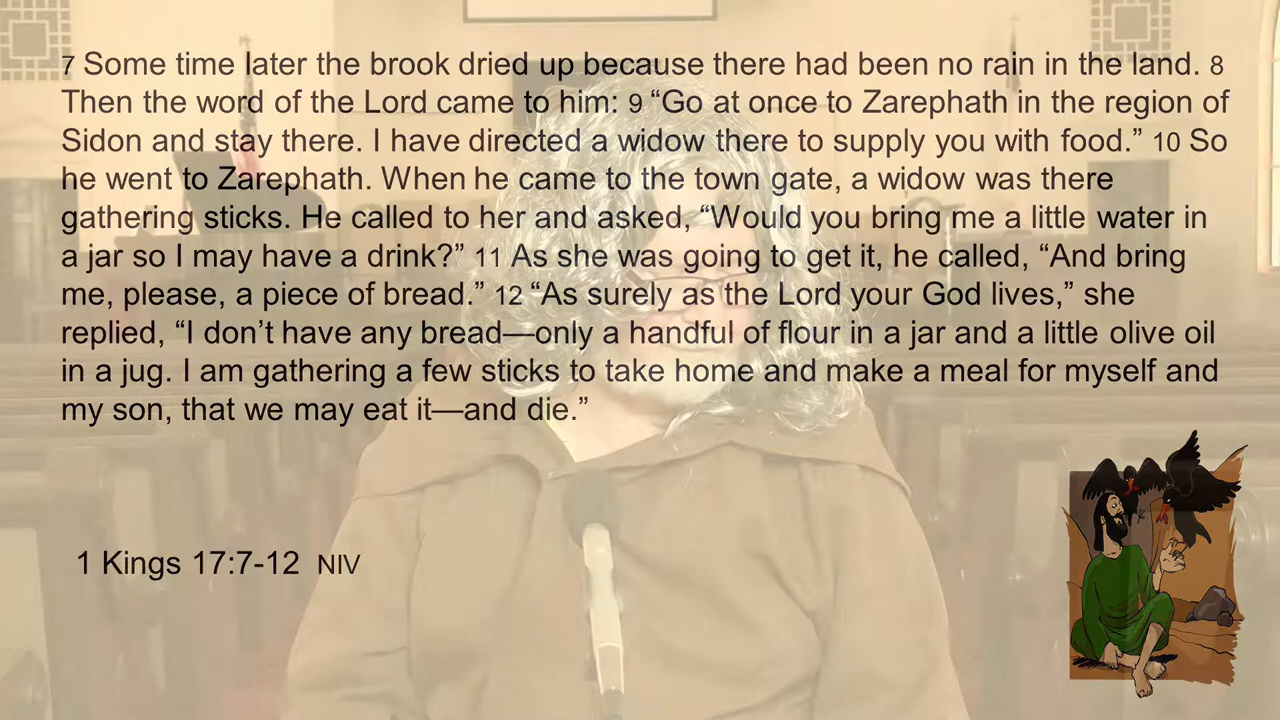 7 Some time later the brook dried up because there had been no rain in the land. 8
Then the word of the Lord came to him: 9 “Go at once to Zarephath in the region of
Sidon and stay there. I have directed a widow there to supply you with food.” 10 So
he went to Zarephath. When he came to the town gate, a widow was there
gathering sticks. He called to her and asked, “Would you bring me a little water in
a jar so I may have a drink?” 11 As she was going to get it, he called, “And bring
me, please, a piece of bread.” 12 “As surely as the Lord your God lives,” she
replied, “I don’t have any bread—only a handful of flour in a jar and a little olive oil
in a jug. I am gathering a few sticks to take home and make a meal for myself and
my son, that we may eat it—and die.”
1 Kings 17:7-12 NIV